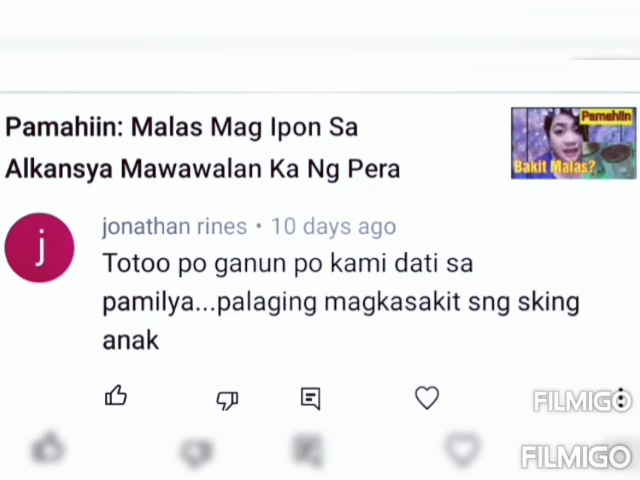 Pamahiin: Malas Mag Ipon Sa
Alkansya Mawawalan Ka Ng Pera
Pamahiin
Bakit Malas?
j
jonathan rines • 10 days ago
Totoo po ganun po kami dati sa
pamilya...palaging magkasakit sng sking
anak
FILMIGO
FILMIGO